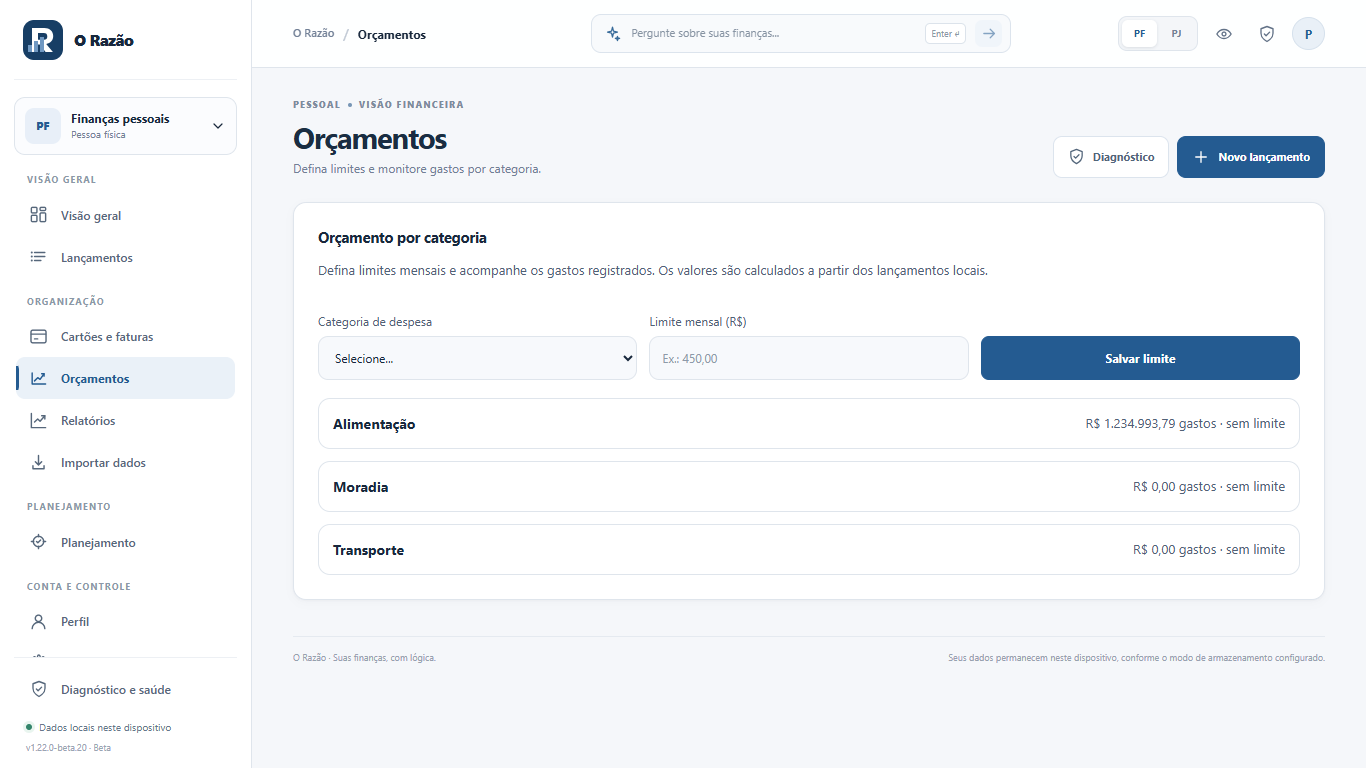 O Razão
PF
Finanças pessoais
Pessoa física
VISÃO GERAL
Visão geral
Lançamentos
ORGANIZAÇÃO
Cartões e faturas
Orçamentos
Relatórios
Importar dados
PLANEJAMENTO
Planejamento
CONTA E CONTROLE
Perfil
Diagnóstico e saúde
Dados locais neste dispositivo
v1.22.0-beta.20 · Beta
O Razão / Orçamentos
Pergunte sobre suas finanças...
Enter ↵
PF PJ
P
PESSOAL • VISÃO FINANCEIRA
Orçamentos
Defina limites e monitore gastos por categoria.
Diagnóstico
Novo lançamento
Orçamento por categoria
Defina limites mensais e acompanhe os gastos registrados. Os valores são calculados a partir dos lançamentos locais.
Categoria de despesa
Limite mensal (R$)
Selecione...
Ex.: 450,00
Salvar limite
Alimentação R$ 1.234.993,79 gastos · sem limite
Moradia R$ 0,00 gastos · sem limite
Transporte R$ 0,00 gastos · sem limite
O Razão · Suas finanças, com lógica.
Seus dados permanecem neste dispositivo, conforme o modo de armazenamento configurado.